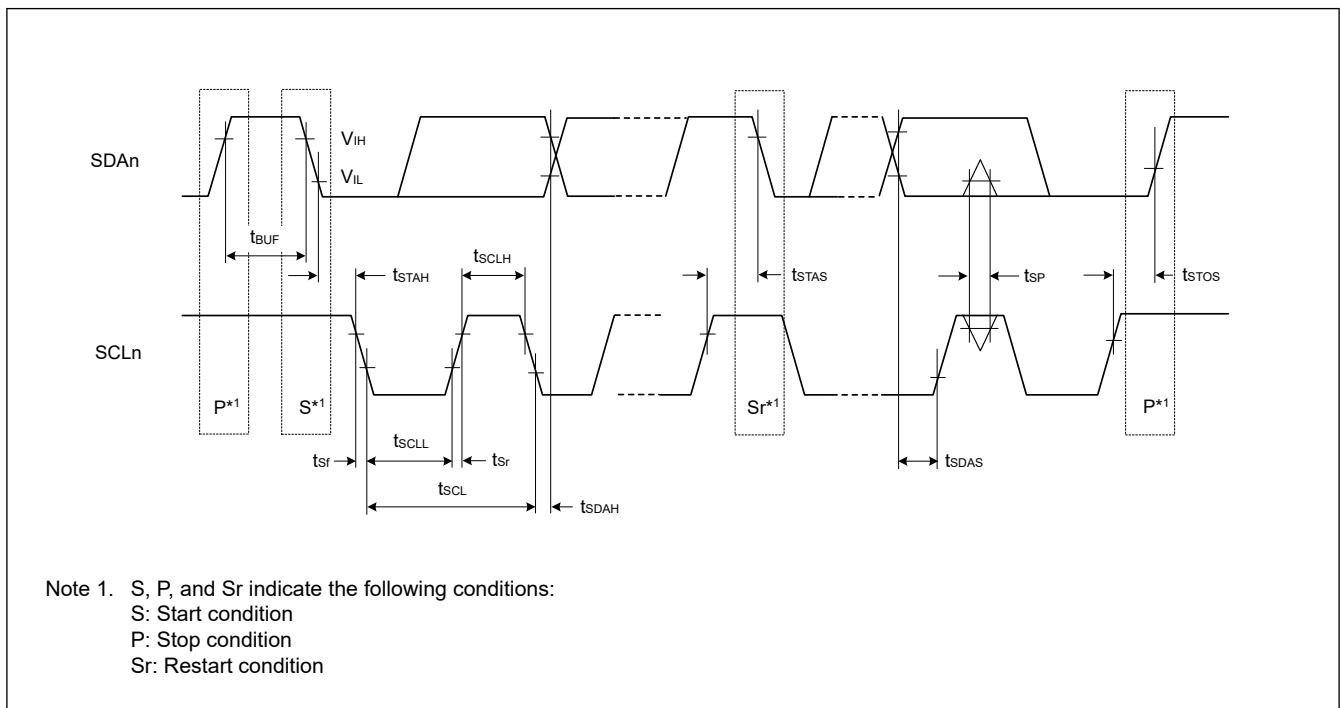 SDAn
VIH
VIL
tBUF
tSTAH
tSCLH
tSTAS
tSP
tSTOS
SCLn
P*1
S*1
Sr*1
P*1
tSCLL
tSf
tSr
tSDAS
tSCL
tSDAH
Note 1. S, P, and Sr indicate the following conditions:
S: Start condition
P: Stop condition
Sr: Restart condition